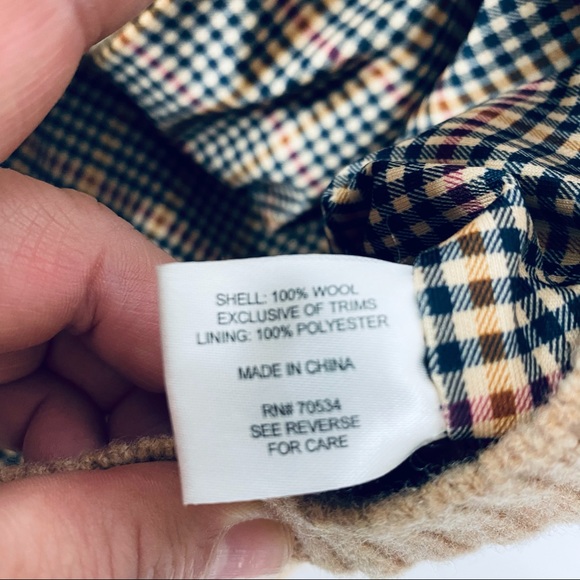 SHELL: 100% WOOL
EXCLUSIVE OF TRIMS
LINING: 100% POLYESTER
MADE IN CHINA
RN# 70534
SEE REVERSE
FOR CARE